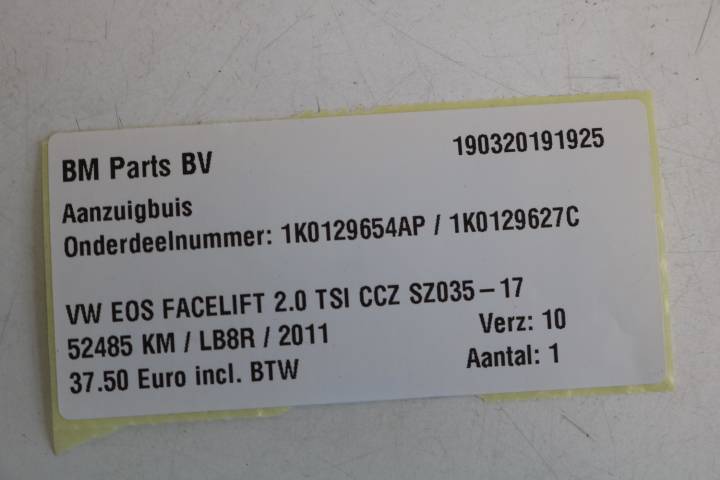 BM Parts BV 190320191925
Aanzuigbuis
Onderdeelnummer: 1K0129654AP / 1K0129627C
VW EOS FACELIFT 2.0 TSI CCZ SZ035-17
52485 KM / LB8R / 2011 Verz: 10
37.50 Euro incl. BTW Aantal: 1